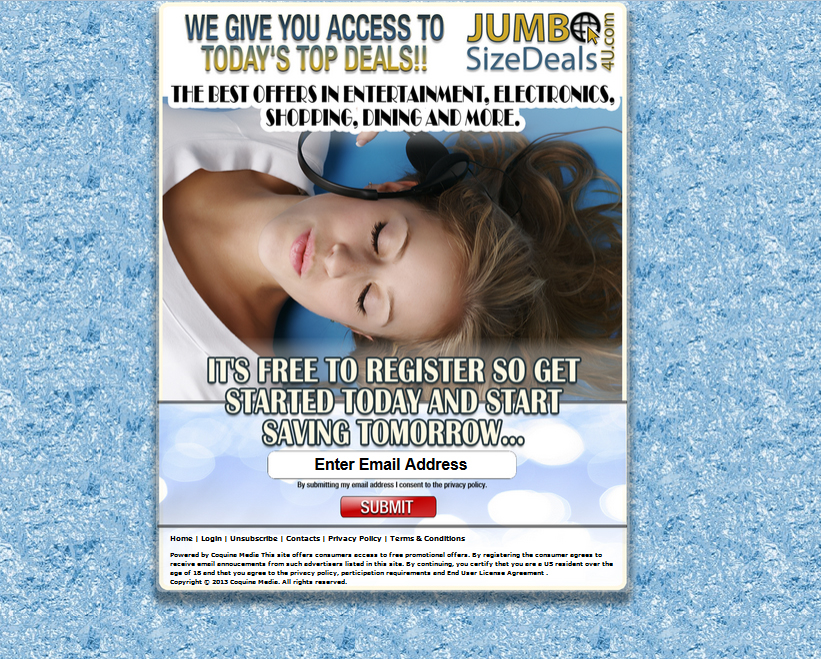 WE GIVE YOU ACCESS TO
TODAY'S TOP DEALS!!
JUMBO
SizeDeals
4U.com
THE BEST OFFERS IN ENTERTAINMENT, ELECTRONICS,
SHOPPING, DINING AND MORE.
IT'S FREE TO REGISTER SO GET
STARTED TODAY AND START
SAVING TOMORROW...
Enter Email Address
By submitting my email address I consent to the privacy policy.
SUBMIT
Home | Login | Unsubscribe | Contacts | Privacy Policy | Terms & Conditions
Powered by Coquine Media This site offers consumers access to free promotional offers. By registering the consumer agrees to
receive email annoucements from such advertisers listed in this site. By continuing, you certify that you are a US resident over the
age of 18 and that you agree to the privacy policy, participation requirements and End User License Agreement .
Copyright © 2013 Coquine Media. All rights reserved.